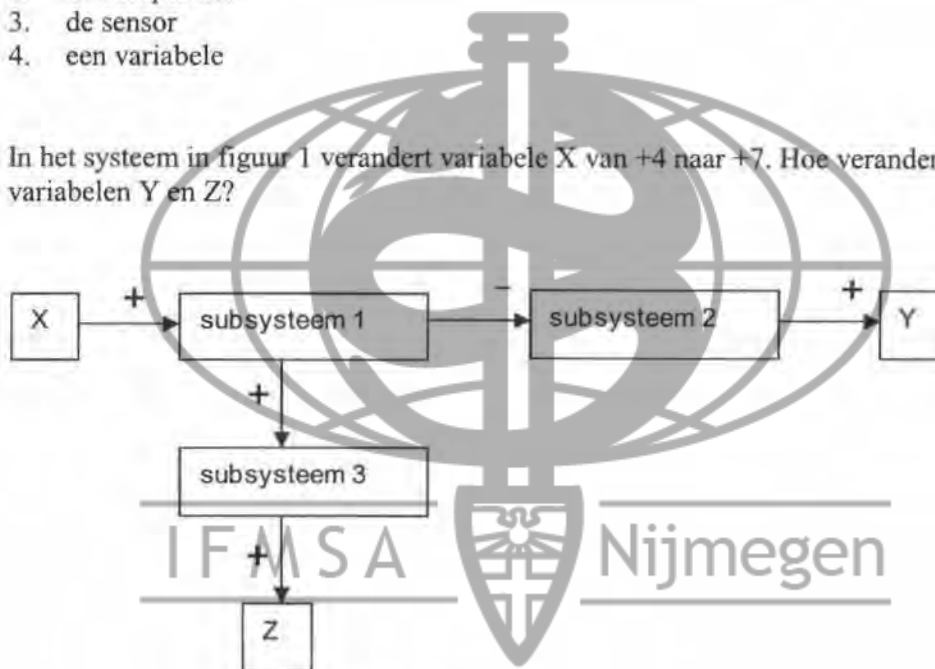 3. de sensor
4. een variabele
In het systeem in figuur 1 verandert variabele X van +4 naar +7. Hoe verander
variabelen Y en Z?
+ - +
X subsysteem 1 subsysteem 2 Y
+
subsysteem 3
IFMSA Nijmegen
+
Z